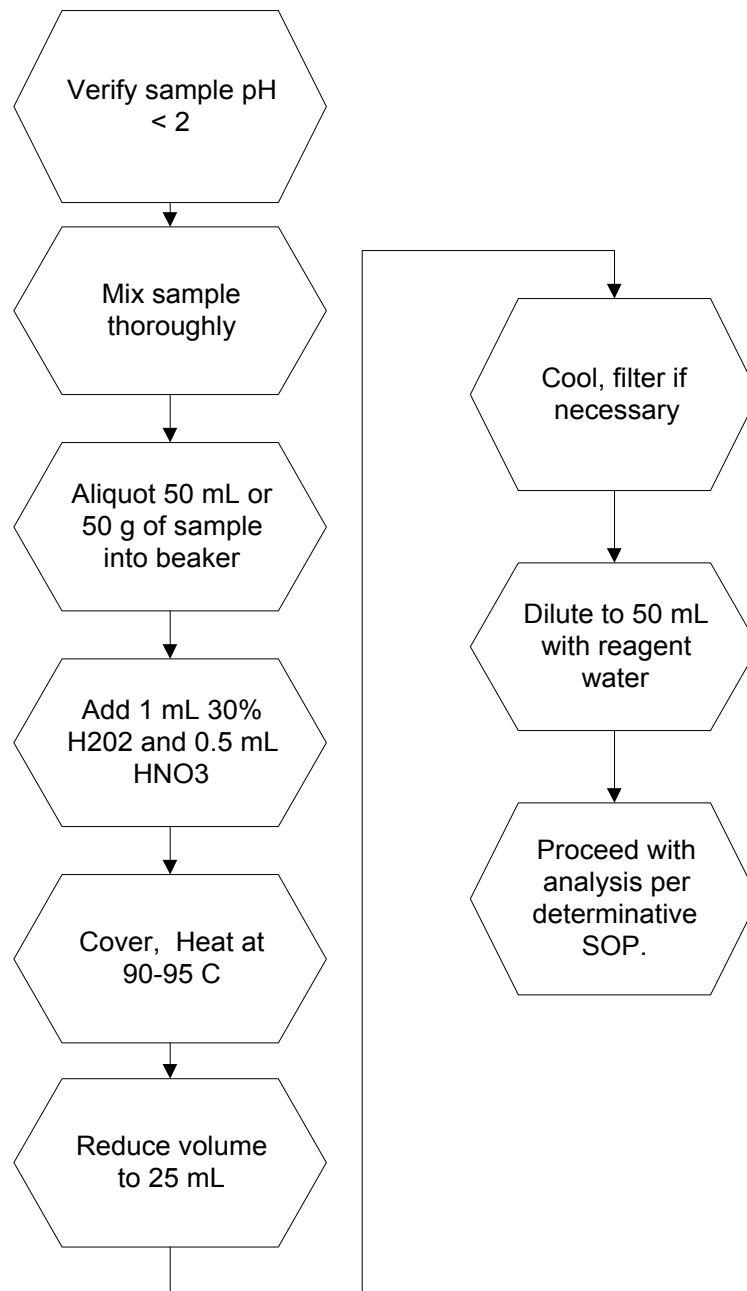 Verify sample pH
< 2
Mix sample
thoroughly
Aliquot 50 mL or
50 g of sample
into beaker
Add 1 mL 30%
H202 and 0.5 mL
HNO3
Cover,  Heat at
90-95 C
Reduce volume
to 25 mL
Cool, filter if
necessary
Dilute to 50 mL
with reagent
water
Proceed with
analysis per
determinative
SOP.